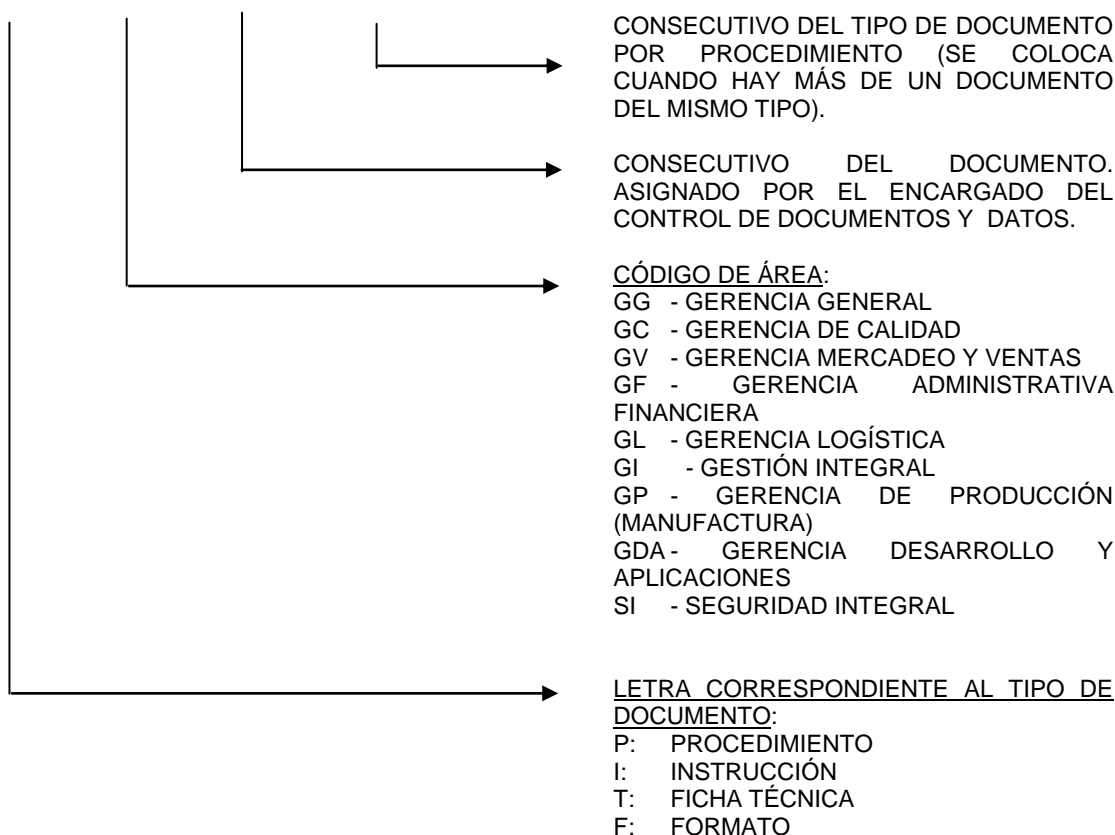 CONSECUTIVO DEL TIPO DE DOCUMENTO
POR PROCEDIMIENTO (SE COLOCA
CUANDO HAY MÁS DE UN DOCUMENTO
DEL MISMO TIPO).
CONSECUTIVO DEL DOCUMENTO.
ASIGNADO POR EL ENCARGADO DEL
CONTROL DE DOCUMENTOS Y DATOS.
CÓDIGO DE ÁREA:
GG - GERENCIA GENERAL
GC - GERENCIA DE CALIDAD
GV - GERENCIA MERCADEO Y VENTAS
GF - GERENCIA ADMINISTRATIVA
FINANCIERA
GL - GERENCIA LOGÍSTICA
GI - GESTIÓN INTEGRAL
GP - GERENCIA DE PRODUCCIÓN
(MANUFACTURA)
GDA - GERENCIA DESARROLLO Y
APLICACIONES
SI - SEGURIDAD INTEGRAL
LETRA CORRESPONDIENTE AL TIPO DE
DOCUMENTO:
P: PROCEDIMIENTO
I: INSTRUCCIÓN
T: FICHA TÉCNICA
F: FORMATO